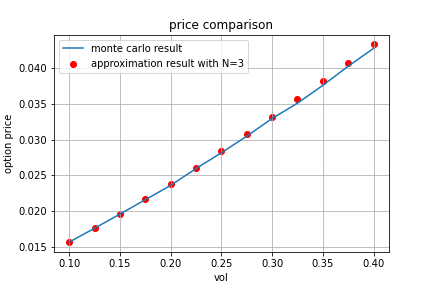 price comparison
monte carlo result
approximation result with N=3
option price
0.040
0.035
0.030
0.025
0.020
0.015
0.10 0.15 0.20 0.25 0.30 0.35 0.40
vol